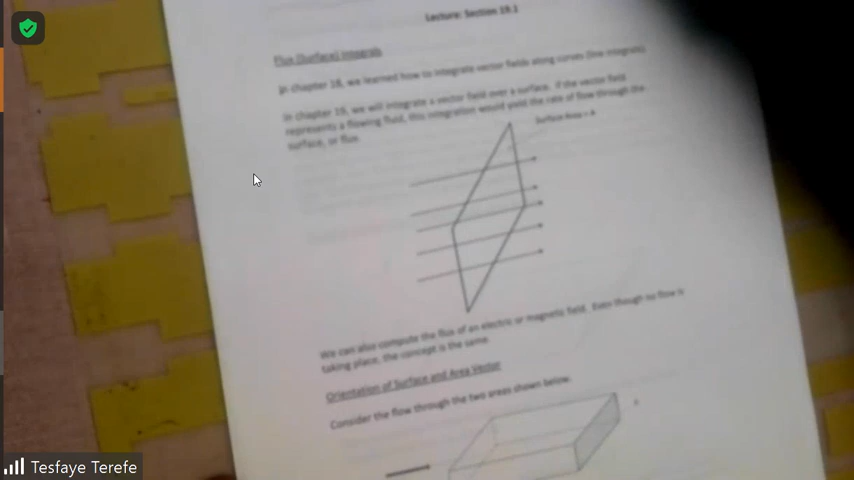 Lecture: Section 19.1
Flux (Surface) Integrals
In chapter 18, we learned how to integrate vector fields along curves (line integrals)
In chapter 19, we will integrate a vector field over a surface. If the vector field
represents a flowing fluid, this integration would yield the rate of flow through the
surface, or flux.
Surface Area = A
We can also compute the flux of an electric or magnetic field. Even though no flow is
taking place, the concept is the same.
Orientation of Surface and Area Vector
Consider the flow through the two areas shown below.
Tesfaye Terefe